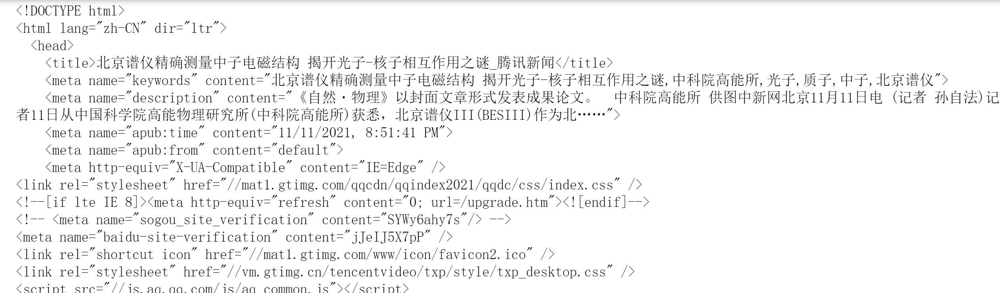 <!DOCTYPE html>
<html lang="zh-CN" dir="ltr">
  <head>
    <title>北京谱仪精确测量中子电磁结构 揭开光子-核子相互作用之谜_腾讯新闻</title>
    <meta name="keywords" content="北京谱仪精确测量中子电磁结构 揭开光子-核子相互作用之谜,中科院高能所,光子,质子,中子,北京谱仪">
    <meta name="description" content="《自然·物理》以封面文章形式发表成果论文。  中科院高能所 供图中新网北京11月11日电 (记者 孙自法)记
者11日从中国科学院高能物理研究所(中科院高能所)获悉，北京谱仪III(BESIII)作为北……">
    <meta name="apub:time" content="11/11/2021, 8:51:41 PM">
    <meta name="apub:from" content="default">
    <meta http-equiv="X-UA-Compatible" content="IE=Edge" />
<link rel="stylesheet" href="//mat1.gtimg.com/qqcdn/qqindex2021/qqdc/css/index.css" />
<!--[if lte IE 8]><meta http-equiv="refresh" content="0; url=/upgrade.htm"><![endif]-->
<!-- <meta name="sogou_site_verification" content="SYWy6ahy7s"/> -->
<meta name="baidu-site-verification" content="jJeIJ5X7pP" />
<link rel="shortcut icon" href="//mat1.gtimg.com/www/icon/favicon2.ico" />
<link rel="stylesheet" href="//vm.gtimg.cn/tencentvideo/txp/style/txp_desktop.css" />
<script src="//js.aq.qq.com/js/aq_common.js"></script>